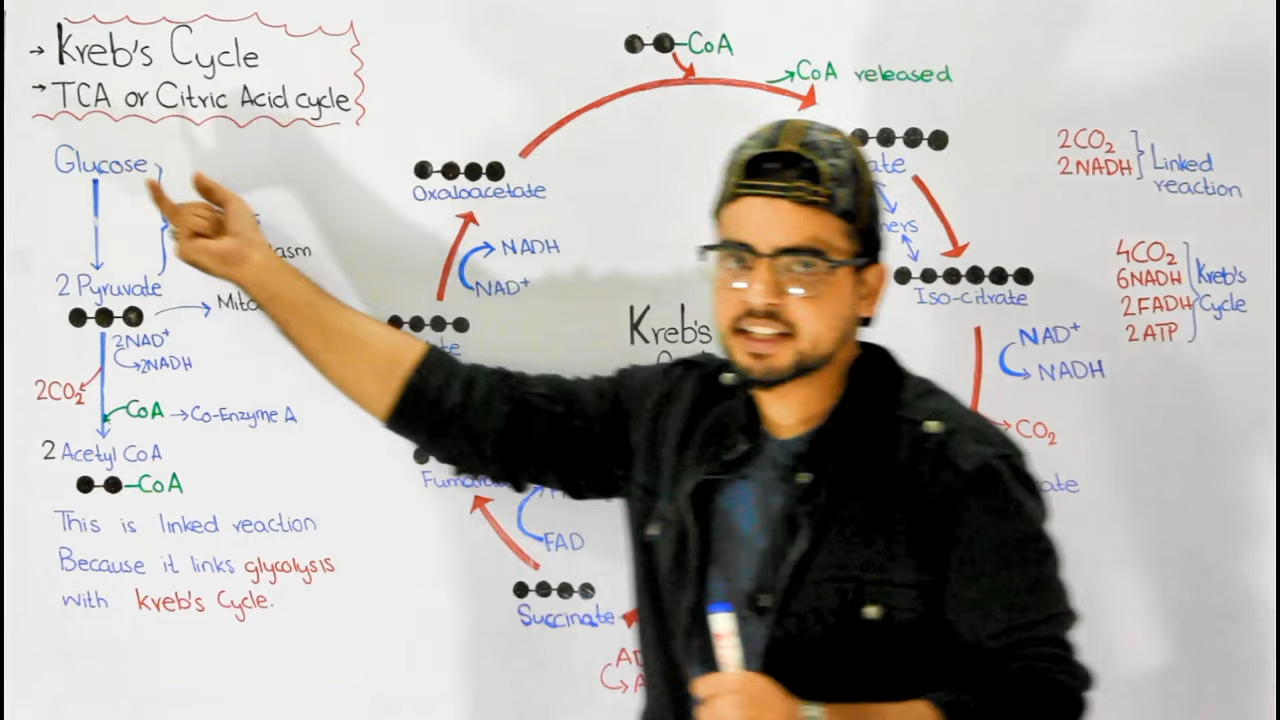 → Kreb's Cycle
→ TCA or Citric Acid cycle
Glucose
2 Pyruvate
2NAD⁺
2NADH
2CO₂
CoA → Co-Enzyme A
2 Acetyl CoA
CoA
This is linked reaction
Because it links glycolysis
with kreb's Cycle.
CoA
CoA released
Oxaloacetate
NADH
NAD⁺
Kreb's
FAD
Succinate
Iso-citrate
NAD⁺
NADH
CO₂
2CO₂
2NADH
Linked
reaction
4CO₂
6NADH
2FADH
2ATP
Kreb's
Cycle